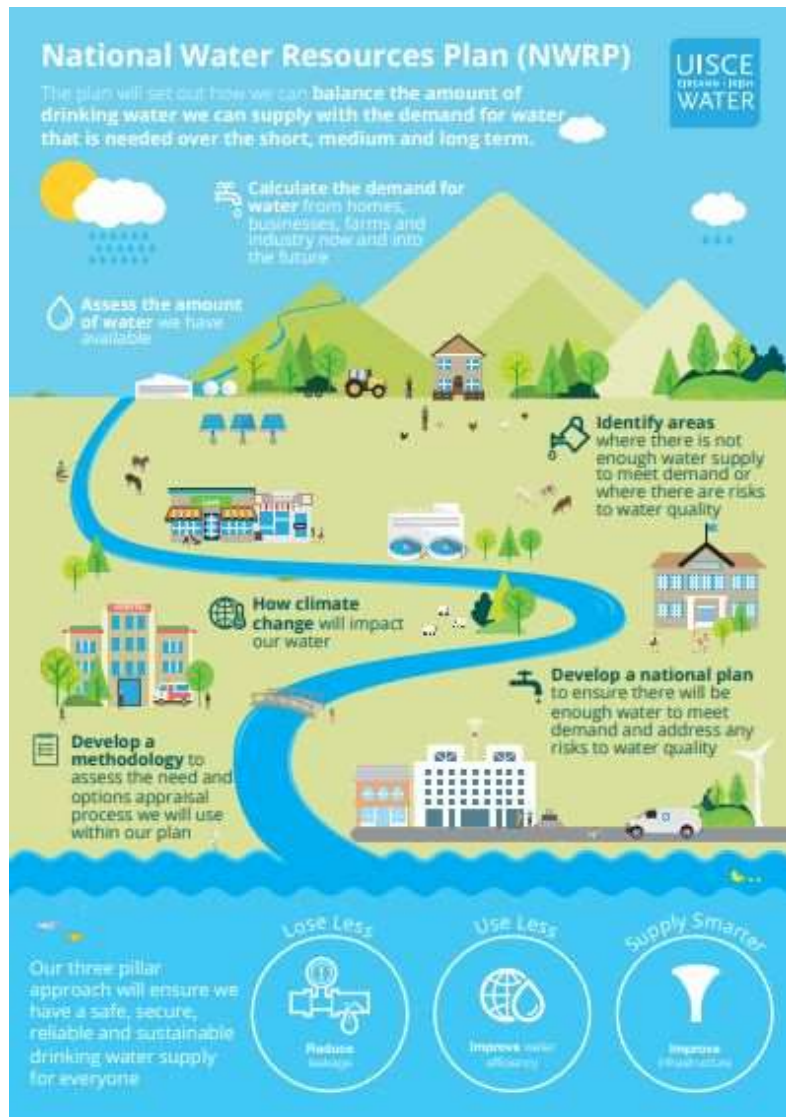 National Water Resources Plan (NWRP)
UISCE
ÉIREANN : IRISH
WATER
The plan will set out how we can balance the amount of
drinking water we can supply with the demand for water
that is needed over the short, medium and long term.
Calculate the demand for
water from homes,
businesses, farms and
industry now and into
the future
Assess the amount
of water we have
available
Identify areas
where there is not
enough water supply
to meet demand or
where there are risks
to water quality
How climate
change will impact
our water
HOSPITAL
Develop a national plan
to ensure there will be
enough water to meet
demand and address any
risks to water quality
Develop a
methodology to
assess the need and
options appraisal
process we will use
within our plan
Our three pillar
approach will ensure we
have a safe, secure,
reliable and sustainable
drinking water supply
for everyone
Lose Less
Reduce
leakage
Use Less
Improve water
efficiency
Supply Smarter
Improve
infrastructure